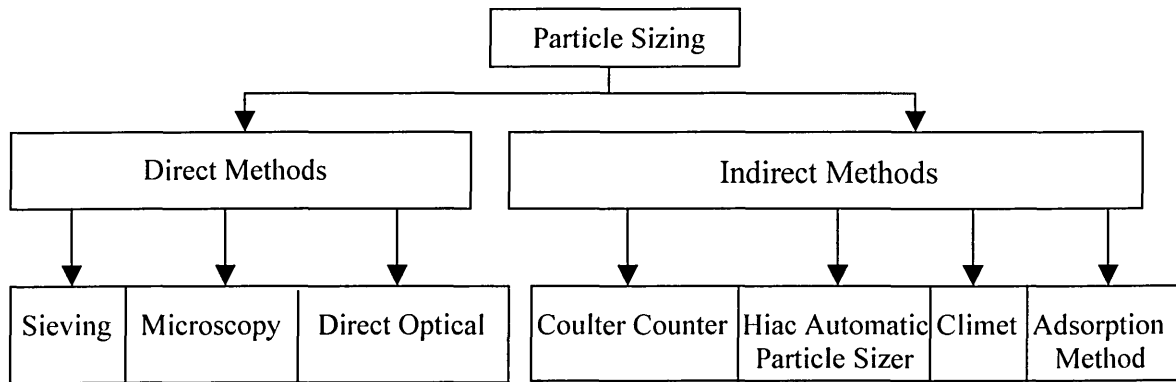 Particle Sizing
Direct Methods
Indirect Methods
Sieving
Microscopy
Direct Optical
Coulter Counter
Hiac Automatic
Particle Sizer
Climet
Adsorption
Method